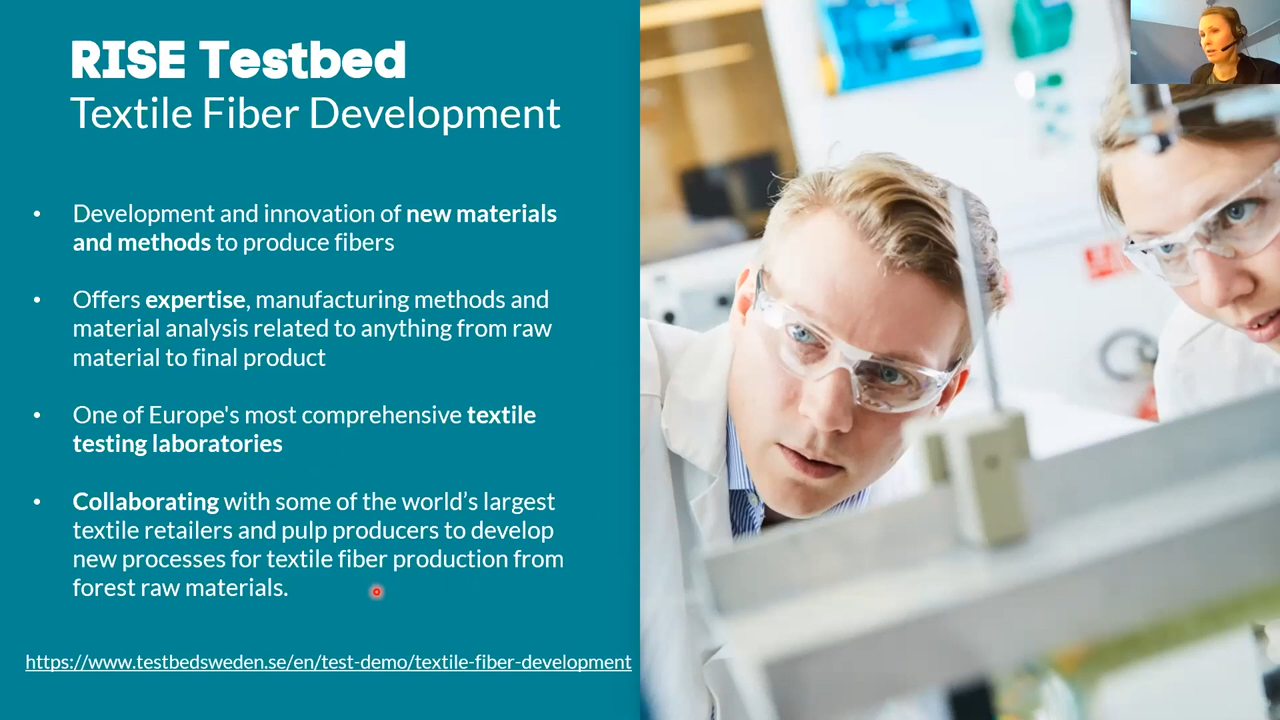 RISE Testbed
Textile Fiber Development
• Development and innovation of new materials
and methods to produce fibers
• Offers expertise, manufacturing methods and
material analysis related to anything from raw
material to final product
• One of Europe's most comprehensive textile
testing laboratories
• Collaborating with some of the world’s largest
textile retailers and pulp producers to develop
new processes for textile fiber production from
forest raw materials.
https://www.testbedsweden.se/en/test-demo/textile-fiber-development